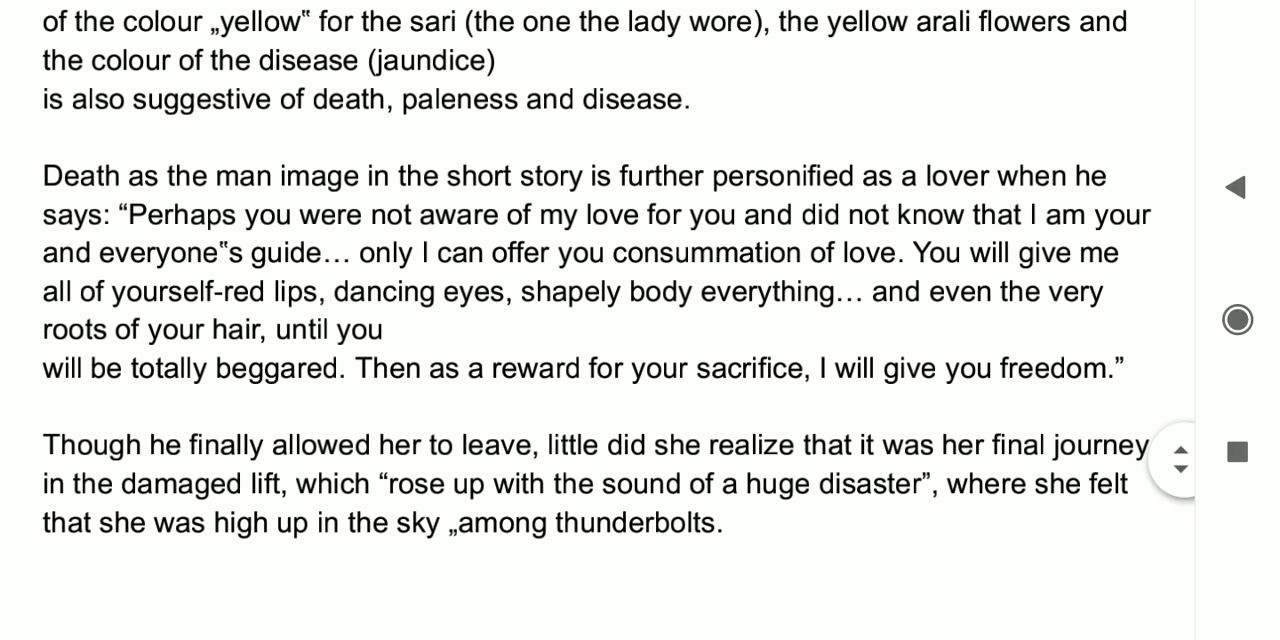 of the colour „yellow‟ for the sari (the one the lady wore), the yellow arali flowers and
the colour of the disease (jaundice)
is also suggestive of death, paleness and disease.
Death as the man image in the short story is further personified as a lover when he
says: “Perhaps you were not aware of my love for you and did not know that I am your
and everyone‟s guide… only I can offer you consummation of love. You will give me
all of yourself-red lips, dancing eyes, shapely body everything… and even the very
roots of your hair, until you
will be totally beggared. Then as a reward for your sacrifice, I will give you freedom.”
Though he finally allowed her to leave, little did she realize that it was her final journey
in the damaged lift, which “rose up with the sound of a huge disaster”, where she felt
that she was high up in the sky „among thunderbolts.